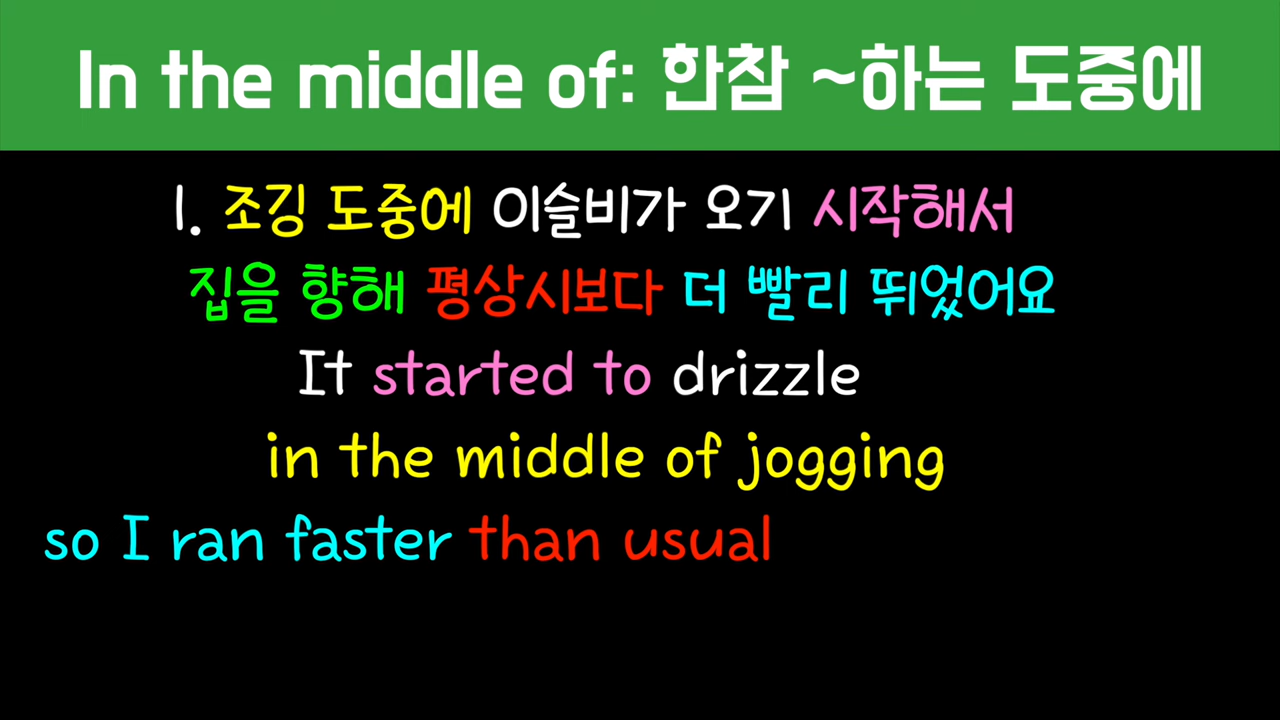 In the middle of: 한참 ~하는 도중에
1. 조깅 도중에 이슬비가 오기 시작해서
집을 향해 평상시보다 더 빨리 뛰었어요
It started to drizzle
in the middle of jogging
so I ran faster than usual